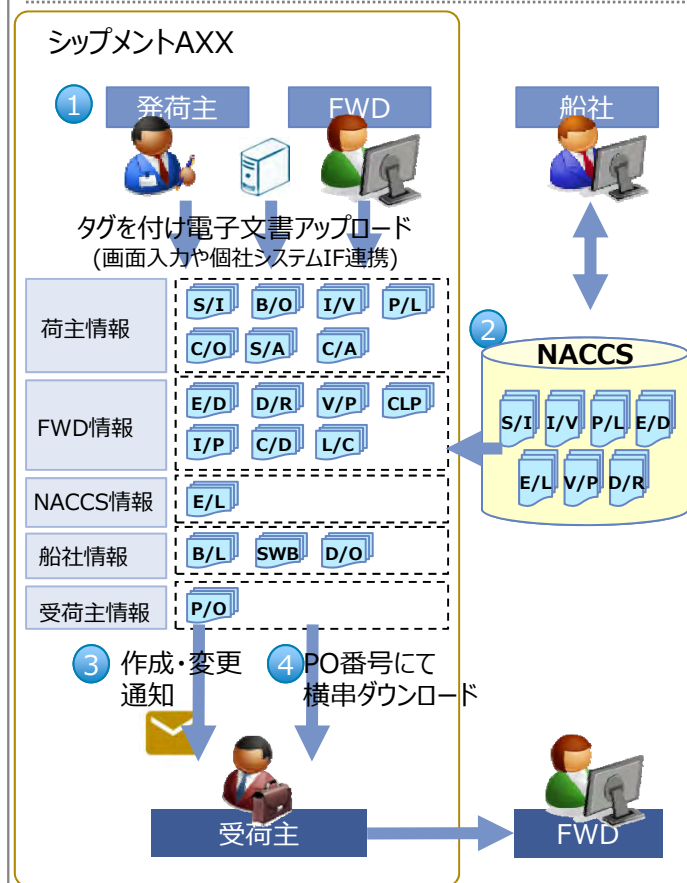 シップメントAXX
1 発荷主 FWD 船社
タグを付け電子文書アップロード
(画面入力や個社システムIF連携)
荷主情報
S/I B/O I/V P/L
C/O S/A C/A
2
NACCS
S/I I/V P/L E/D
E/L V/P D/R
FWD情報
E/D D/R V/P CLP
I/P C/D L/C
NACCS情報
E/L
船社情報
B/L SWB D/O
受荷主情報
P/O
3 作成・変更
通知
4 PO番号にて
横串ダウンロード
受荷主
FWD